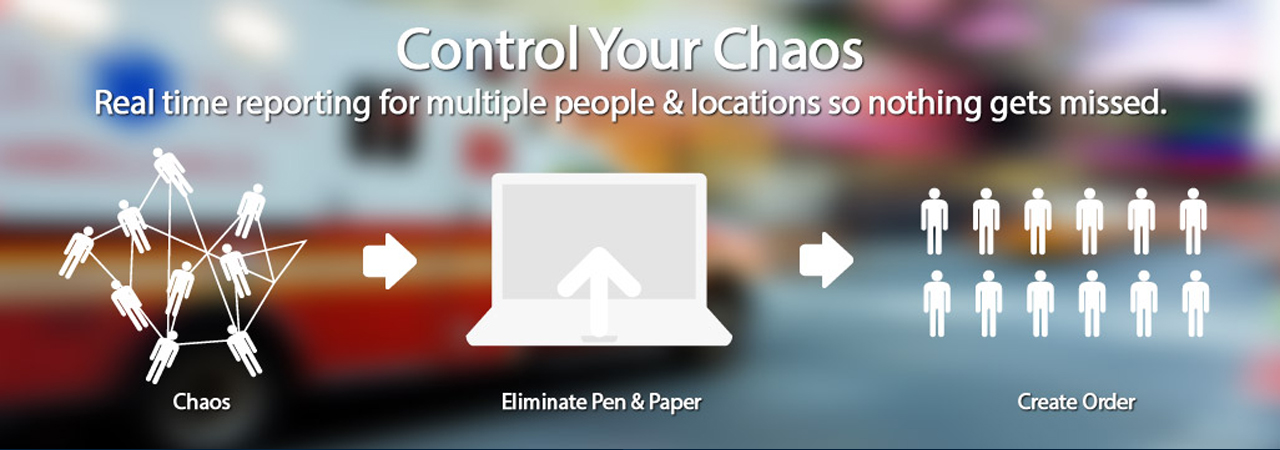 Control Your Chaos
Real time reporting for multiple people & locations so nothing gets missed.
Chaos
Eliminate Pen & Paper
Create Order